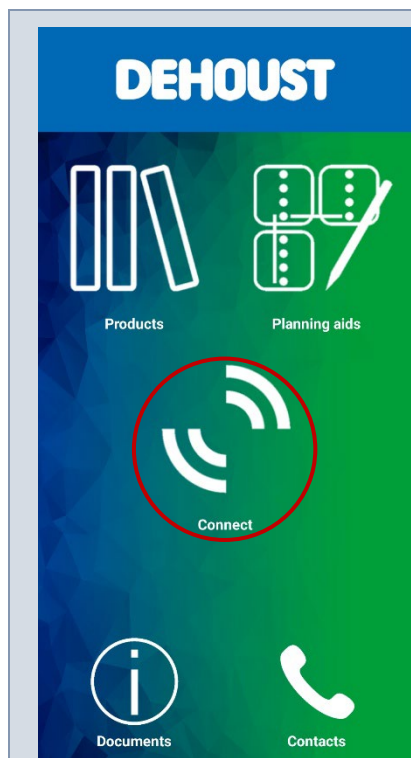 DEHOUST
Products
Planning aids
Connect
Documents
Contacts